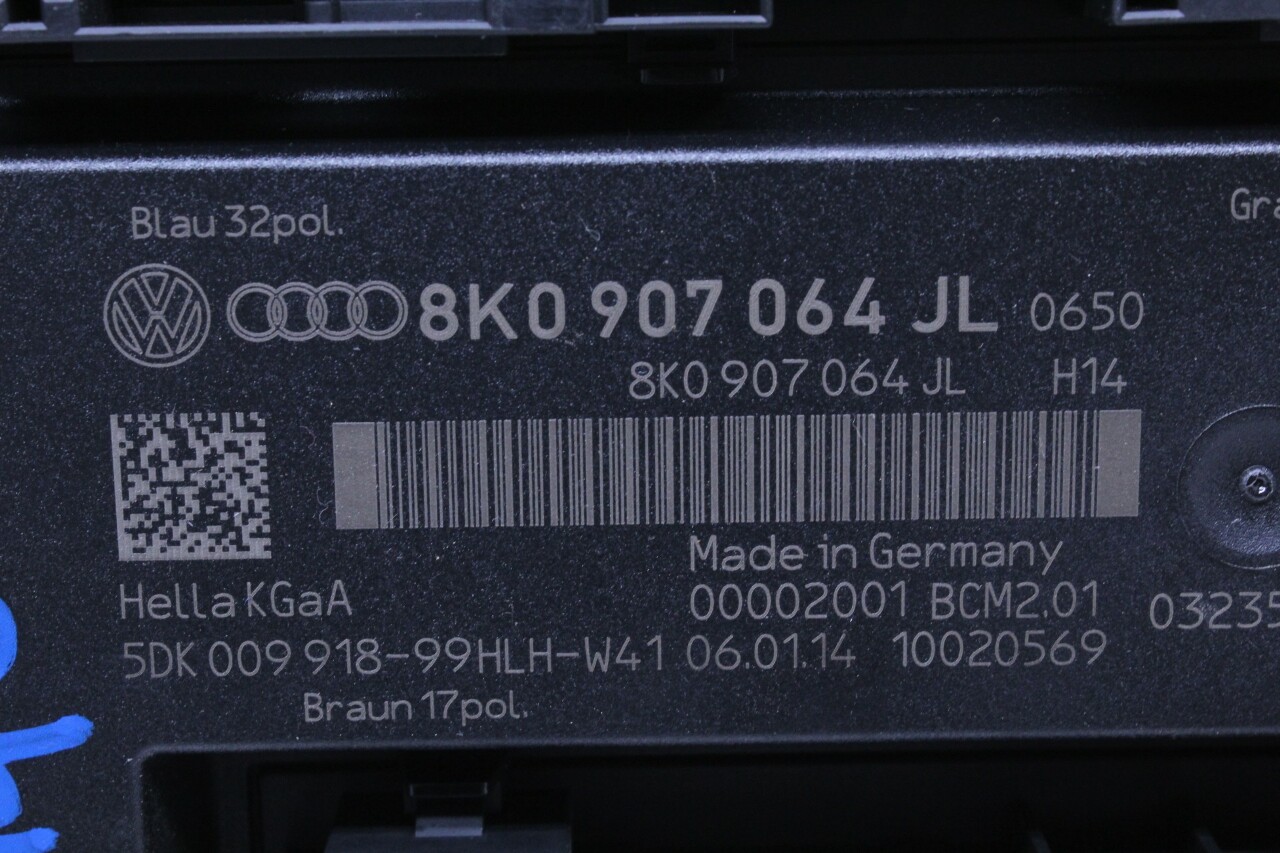 Blau 32pol.
8K0 907 064 JL 0650
8K0 907 064 JL H14
Made in Germany
Hella KGaA 00002001 BCM2.01
5DK 009 918-99HLH-W41 06.01.14 10020569
Braun 17pol.